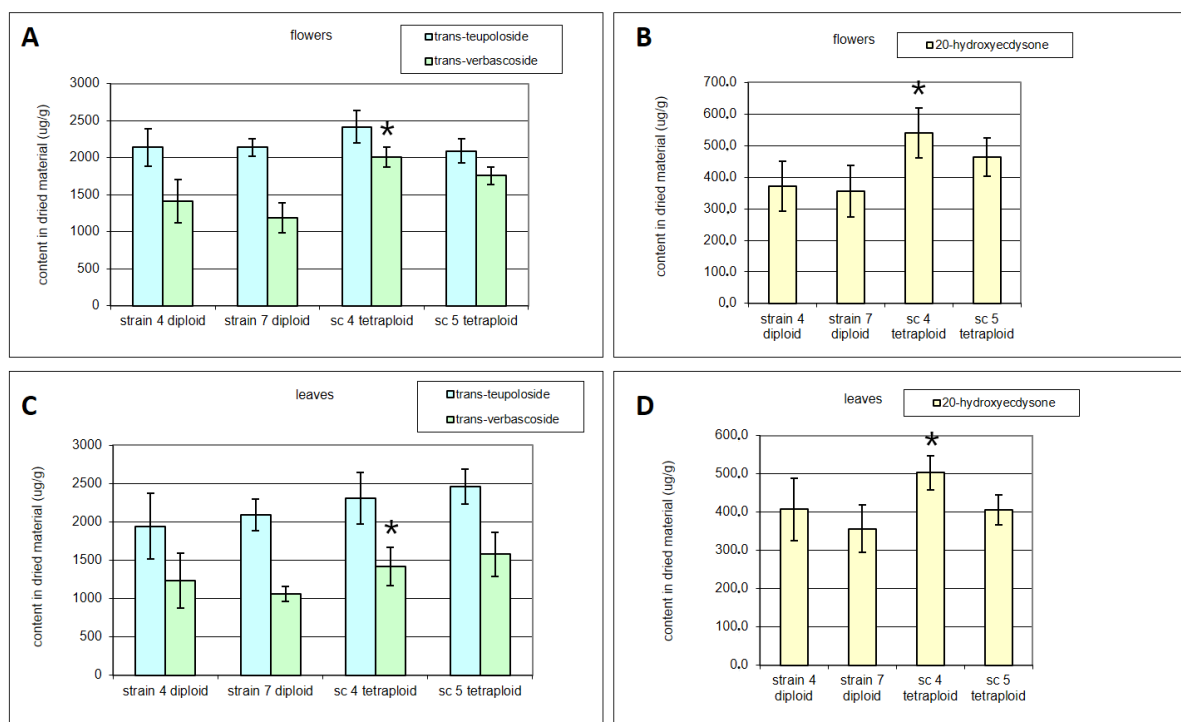 A
flowers
trans-teupoloside
trans-verbascoside
content in dried material (ug/g)
3000
2500
2000
*
1500
1000
500
0
strain 4 diploid strain 7 diploid sc 4 tetraploid sc 5 tetraploid
B
flowers
20-hydroxyecdysone
content in dried material (ug/g)
700.0
*
600.0
500.0
400.0
300.0
200.0
100.0
0.0
strain 4 strain 7 sc 4 sc 5
diploid diploid tetraploid tetraploid
C
leaves
trans-teupoloside
trans-verbascoside
content in dried material (ug/g)
3000
2500
2000
*
1500
1000
500
0
strain 4 diploid strain 7 diploid sc 4 tetraploid sc 5 tetraploid
D
leaves
20-hydroxyecdysone
content in dried material (ug/g)
600.0
*
500.0
400.0
300.0
200.0
100.0
0.0
strain 4 strain 7 sc 4 sc 5
diploid diploid tetraploid tetraploid